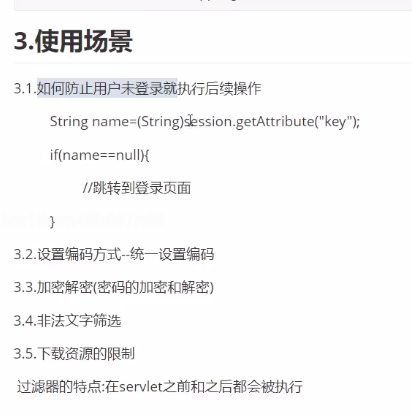 3.使用场景
3.1.如何防止用户未登录就执行后续操作
String name=(String)session.getAttribute("key");
if(name==null){
//跳转到登录页面
}
3.2.设置编码方式--统一设置编码
3.3.加密解密(密码的加密和解密)
3.4.非法文字筛选
3.5.下载资源的限制
过滤器的特点:在servlet之前和之后都会被执行